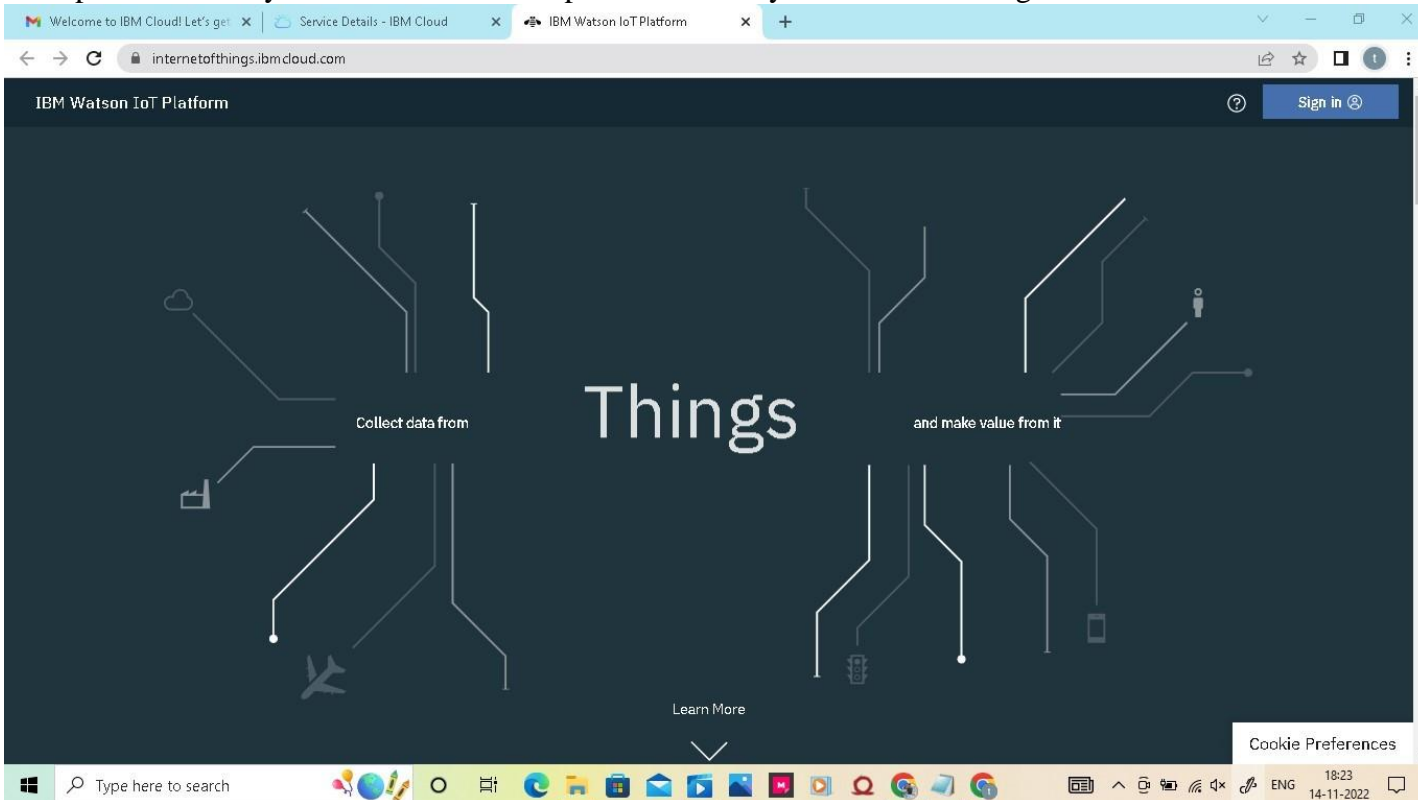 Welcome to IBM Cloud! Let's get
Service Details - IBM Cloud
IBM Watson IoT Platform
internetofthings.ibmcloud.com
t
IBM Watson IoT Platform
Sign in
Collect data from
Things
and make value from it
Learn More
Cookie Preferences
Type here to search
ENG
18:23
14-11-2022